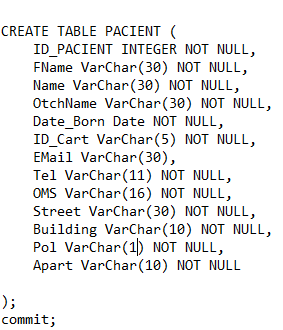 CREATE TABLE PACIENT (
ID_PACIENT INTEGER NOT NULL,
FName VarChar(30) NOT NULL,
Name VarChar(30) NOT NULL,
OtchName VarChar(30) NOT NULL,
Date_Born Date NOT NULL,
ID_Cart VarChar(5) NOT NULL,
EMail VarChar(30),
Tel VarChar(11) NOT NULL,
OMS VarChar(16) NOT NULL,
Street VarChar(30) NOT NULL,
Building VarChar(10) NOT NULL,
Pol VarChar(1) NOT NULL,
Apart VarChar(10) NOT NULL
);
commit;